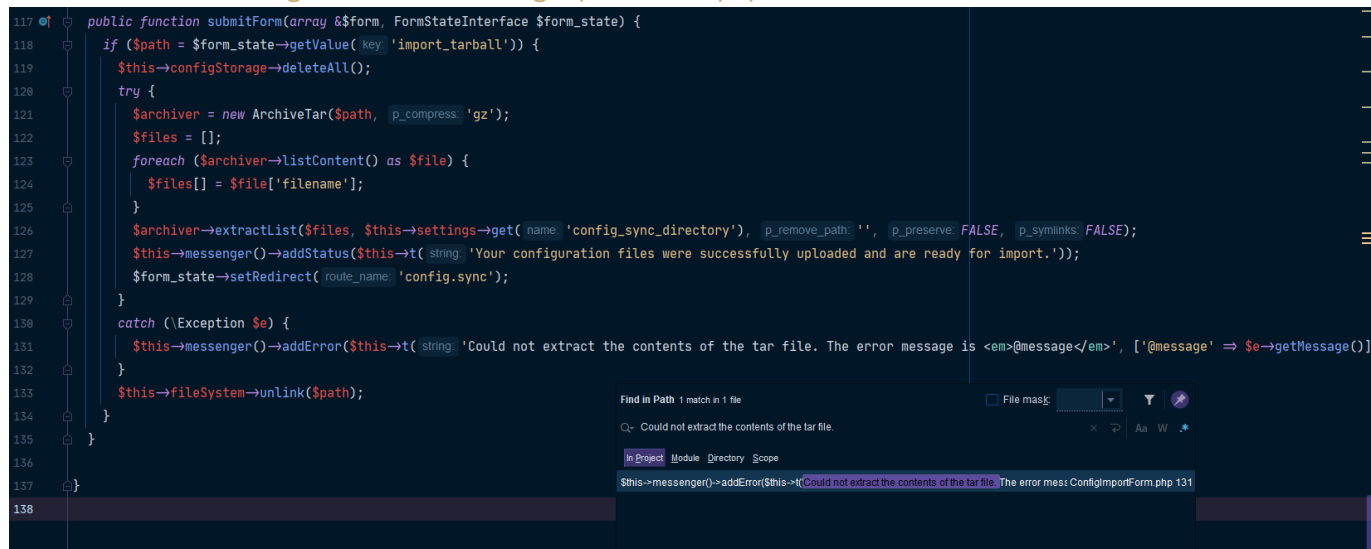 117 public function submitForm(array &$form, FormStateInterface $form_state) {
118 if ($path = $form_state→getValue( key: 'import_tarball')) {
119 $this→configStorage→deleteAll();
120 try {
121 $archiver = new ArchiveTar($path, p_compress: 'gz');
122 $files = [];
123 foreach ($archiver→listContent() as $file) {
124 $files[] = $file['filename'];
125 }
126 $archiver→extractList($files, $this→settings→get( name: 'config_sync_directory'), p_remove_path: '', p_preserve: FALSE, p_symlinks: FALSE);
127 $this→messenger()→addStatus($this→t( string: 'Your configuration files were successfully uploaded and are ready for import.'));
128 $form_state→setRedirect( route_name: 'config.sync');
129 }
130 catch (\Exception $e) {
131 $this→messenger()→addError($this→t( string: 'Could not extract the contents of the tar file. The error message is <em>@message</em>', ['@message' ⇒ $e→getMessage()]
132 }
133 $this→fileSystem→unlink($path);
134 }
135 }
136
137 }
138
Find in Path 1 match in 1 file File mask:
Could not extract the contents of the tar file. Aa W .*
In Project Module Directory Scope
$this->messenger()->addError($this->t('Could not extract the contents of the tar file. The error mess ConfigImportForm.php 131